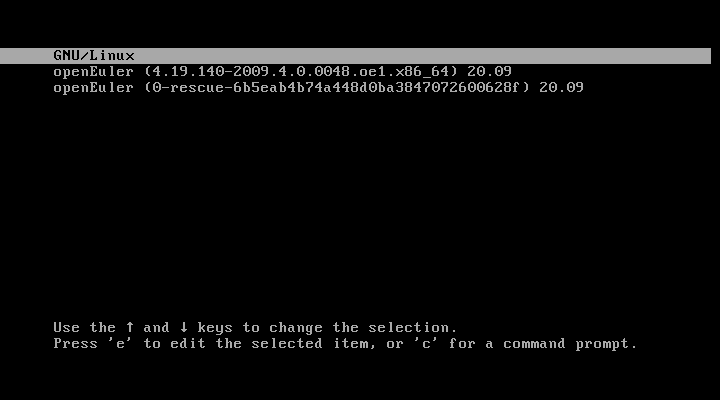 GNU/Linux
openEuler (4.19.140-2009.4.0.0048.oe1.x86_64) 20.09
openEuler (0-rescue-6b5eab4b74a448d0ba3847072600628f) 20.09
Use the ↑ and ↓ keys to change the selection.
Press 'e' to edit the selected item, or 'c' for a command prompt.